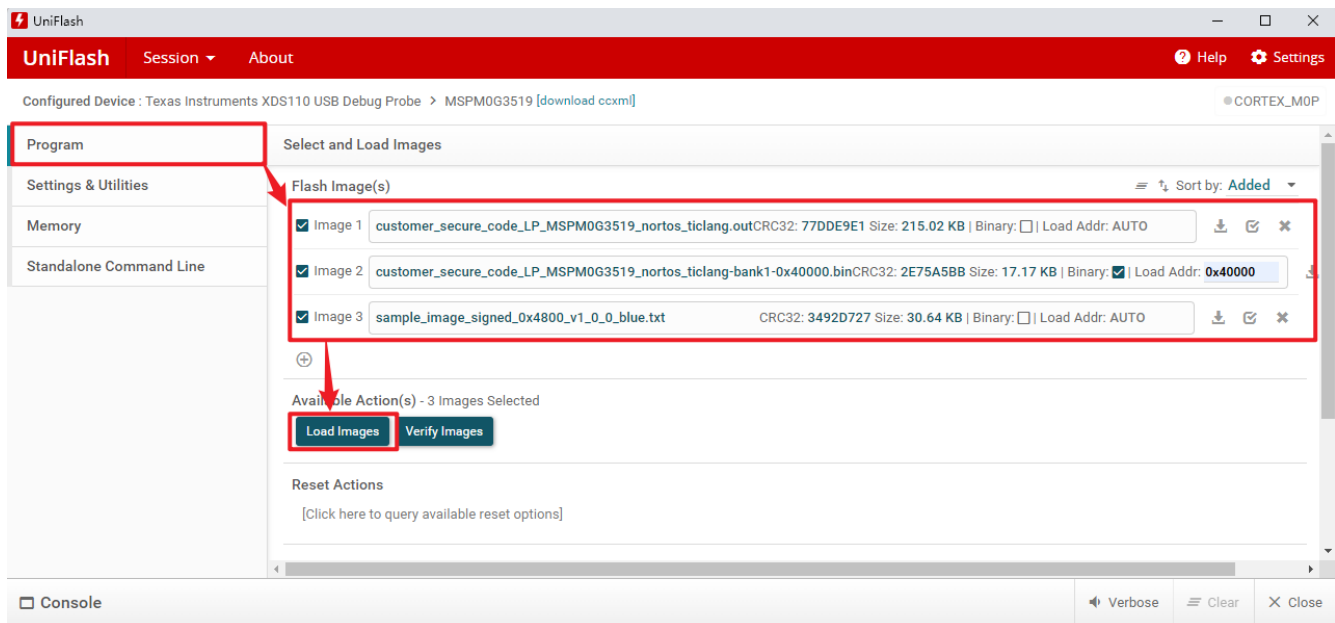 UniFlash
UniFlash Session About Help Settings
Configured Device : Texas Instruments XDS110 USB Debug Probe > MSPM0G3519 [download ccxml] CORTEX_M0P
Program
Settings & Utilities
Memory
Standalone Command Line
Select and Load Images
Flash Image(s) Sort by: Added
Image 1 customer_secure_code_LP_MSPM0G3519_nortos_ticlang.outCRC32: 77DDE9E1 Size: 215.02 KB | Binary: | Load Addr: AUTO
Image 2 customer_secure_code_LP_MSPM0G3519_nortos_ticlang-bank1-0x40000.binCRC32: 2E75A5BB Size: 17.17 KB | Binary: | Load Addr: 0x40000
Image 3 sample_image_signed_0x4800_v1_0_0_blue.txt CRC32: 3492D727 Size: 30.64 KB | Binary: | Load Addr: AUTO
Available Action(s) - 3 Images Selected
Load Images Verify Images
Reset Actions
[Click here to query available reset options]
Console Verbose Clear Close